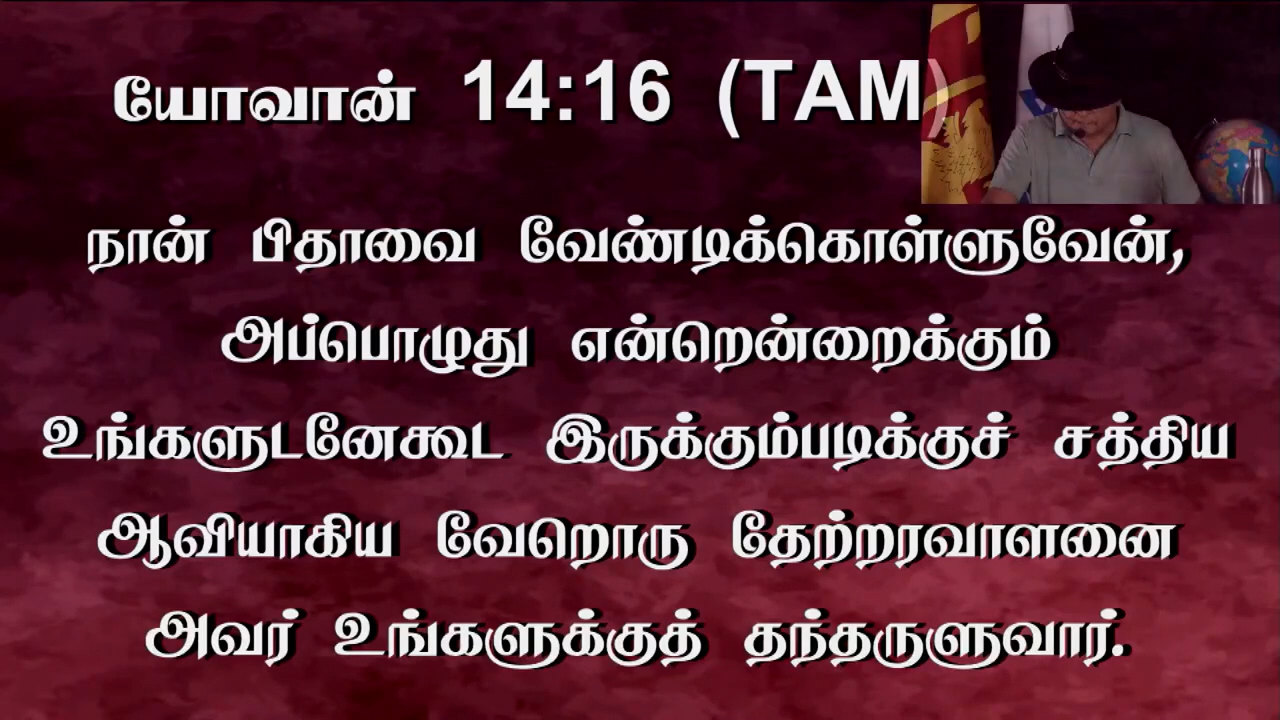 யோவான் 14:16 (TAM)
நான் பிதாவை வேண்டிக்கொள்ளுவேன்,
அப்பொழுது என்றென்றைக்கும்
உங்களுடனேகூட இருக்கும்படிக்குச் சத்திய
ஆவியாகிய வேறொரு தேற்றரவாளனை
அவர் உங்களுக்குத் தந்தருளுவார்.